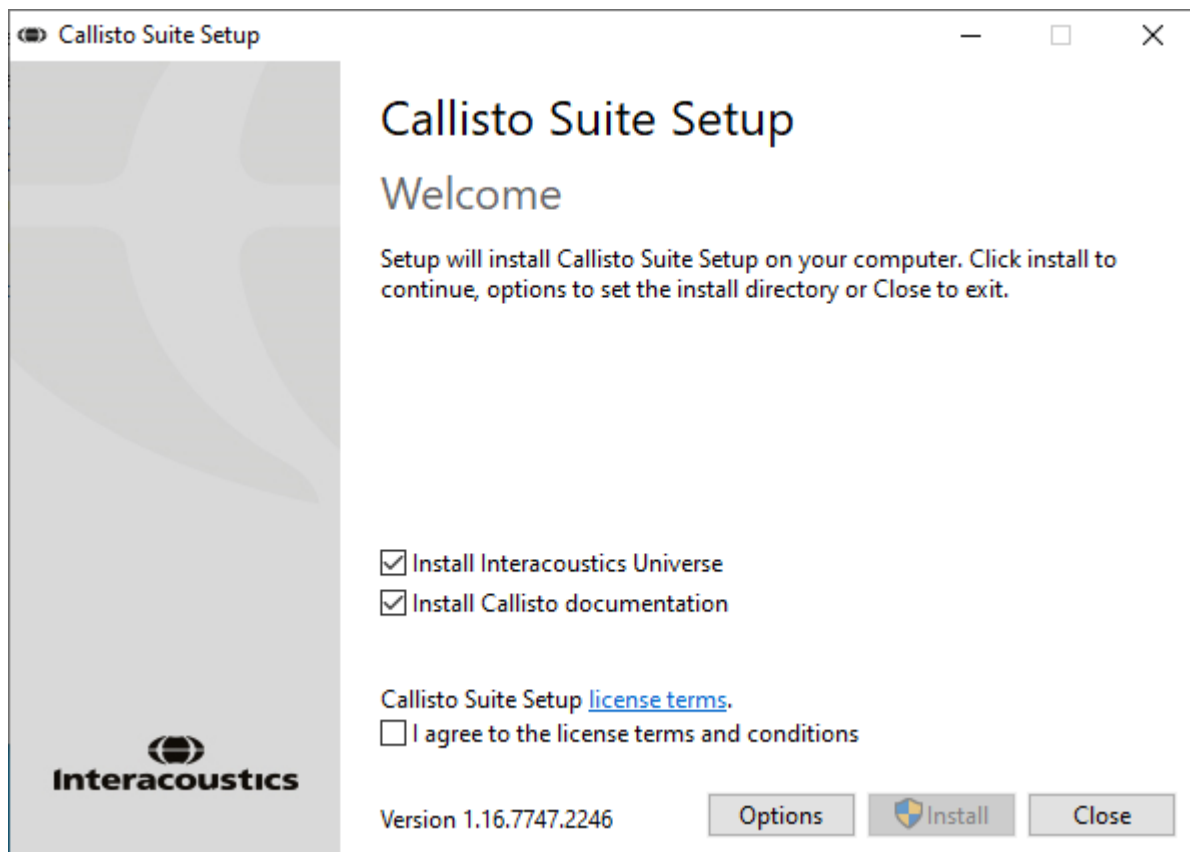 Callisto Suite Setup
Callisto Suite Setup
Welcome
Setup will install Callisto Suite Setup on your computer. Click install to
continue, options to set the install directory or Close to exit.
Install Interacoustics Universe
Install Callisto documentation
Callisto Suite Setup license terms.
I agree to the license terms and conditions
Interacoustics
Version 1.16.7747.2246
Options
Install
Close